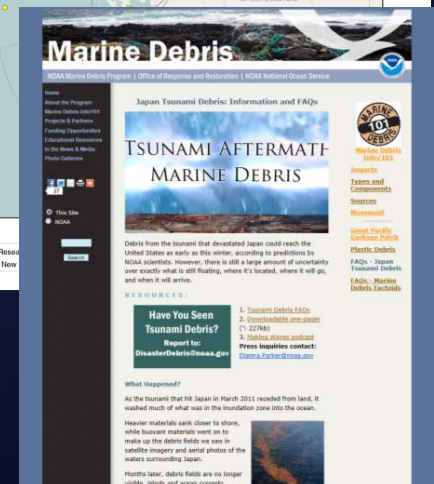 Marine Debris
NOAA Marine Debris Program | Office of Response and Restoration | NOAA National Ocean Service
Home
About the Program
Marine Debris Info/101
Projects & Partners
Funding Opportunities
Educational Resources
In the News & Media
Photo Galleries
27
This Site
NOAA
Search
Japan Tsunami Debris: Information and FAQs
TSUNAMI AFTERMATH
MARINE DEBRIS
Debris from the tsunami that devastated Japan could reach the
United States as early as this winter, according to predictions by
NOAA scientists. However, there is still a large amount of uncertainty
over exactly what is still floating, where it's located, where it will go,
and when it will arrive.
RESOURCES:
Have You Seen
Tsunami Debris?
Report to:
DisasterDebris@noaa.gov
1. Tsunami Debris FAQs
2. Downloadable one-pager
227kb)
3. Making Waves podcast
Press inquiries contact:
Dianna.Parker@noaa.gov
What Happened?
As the tsunami that hit Japan in March 2011 receded from land, it
washed much of what was in the inundation zone into the ocean.
Heavier materials sank closer to shore,
while buoyant materials went on to
make up the debris fields we saw in
satellite imagery and aerial photos of the
waters surrounding Japan.
Months later, debris fields are no longer
visible. Winds and ocean currents
MARINE
101
DEBRIS
Marine Debris
Info/101
Impacts
Types and
Components
Sources
Movement
Great Pacific
Garbage Patch
Plastic Debris
FAQs - Japan
Tsunami Debris
FAQs - Marine
Debris Factoids
Resea
New